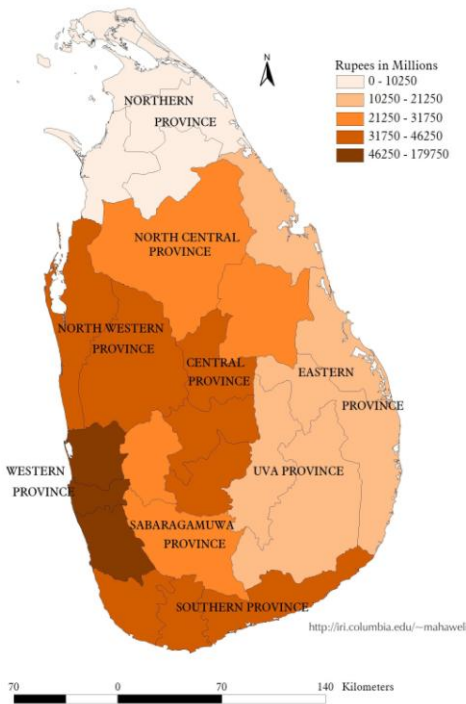 Rupees in Millions
0 - 10250
10250 - 21250
21250 - 31750
31750 - 46250
46250 - 179750
N
NORTHERN
PROVINCE
NORTH CENTRAL
PROVINCE
NORTH WESTERN
PROVINCE
CENTRAL
PROVINCE
EASTERN
PROVINCE
WESTERN
PROVINCE
UVA PROVINCE
SABARAGAMUWA
PROVINCE
SOUTHERN PROVINCE
http://iri.columbia.edu/~mahaweli
70 0 70 140 Kilometers